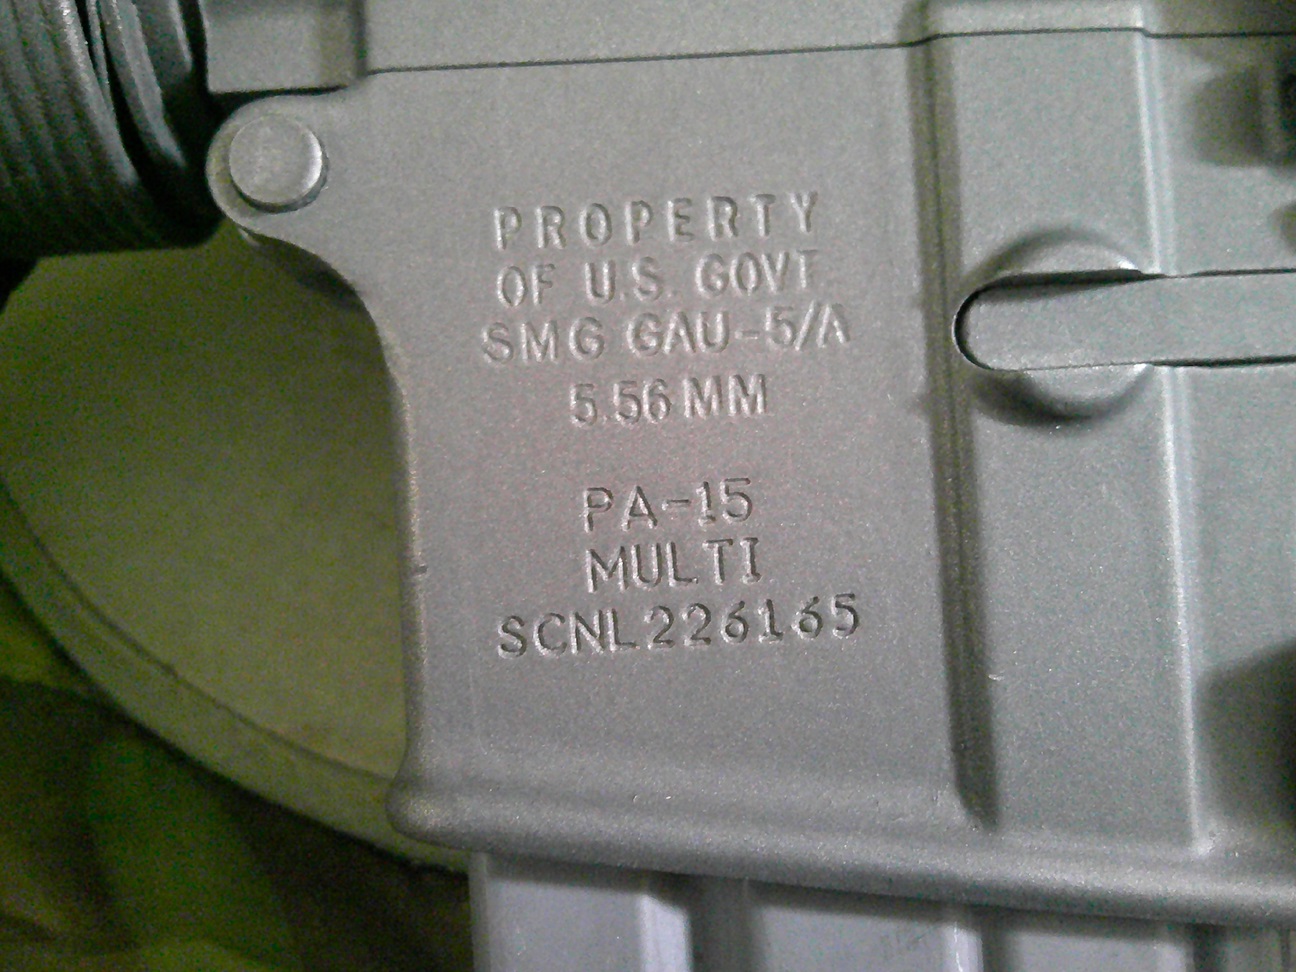 PROPERTY
OF U.S. GOVT
SMG GAU-5/A
5.56 MM
PA-15
MULTI
SCNL226165